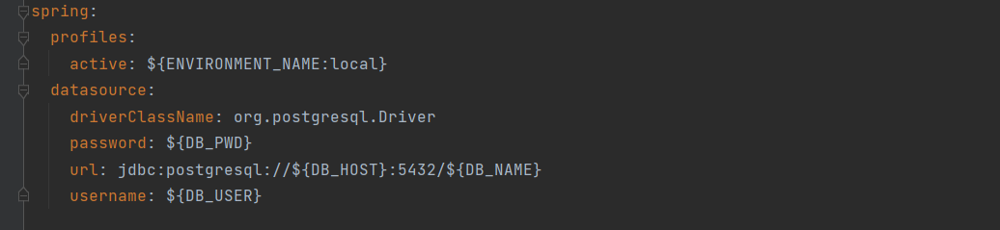 spring:
  profiles:
    active: ${ENVIRONMENT_NAME:local}
  datasource:
    driverClassName: org.postgresql.Driver
    password: ${DB_PWD}
    url: jdbc:postgresql://${DB_HOST}:5432/${DB_NAME}
    username: ${DB_USER}